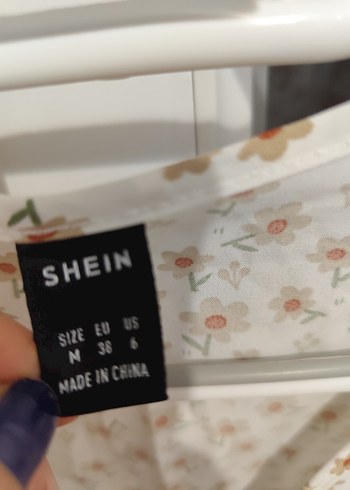 SHEIN
SIZE EU US
M 38 6
MADE IN CHINA